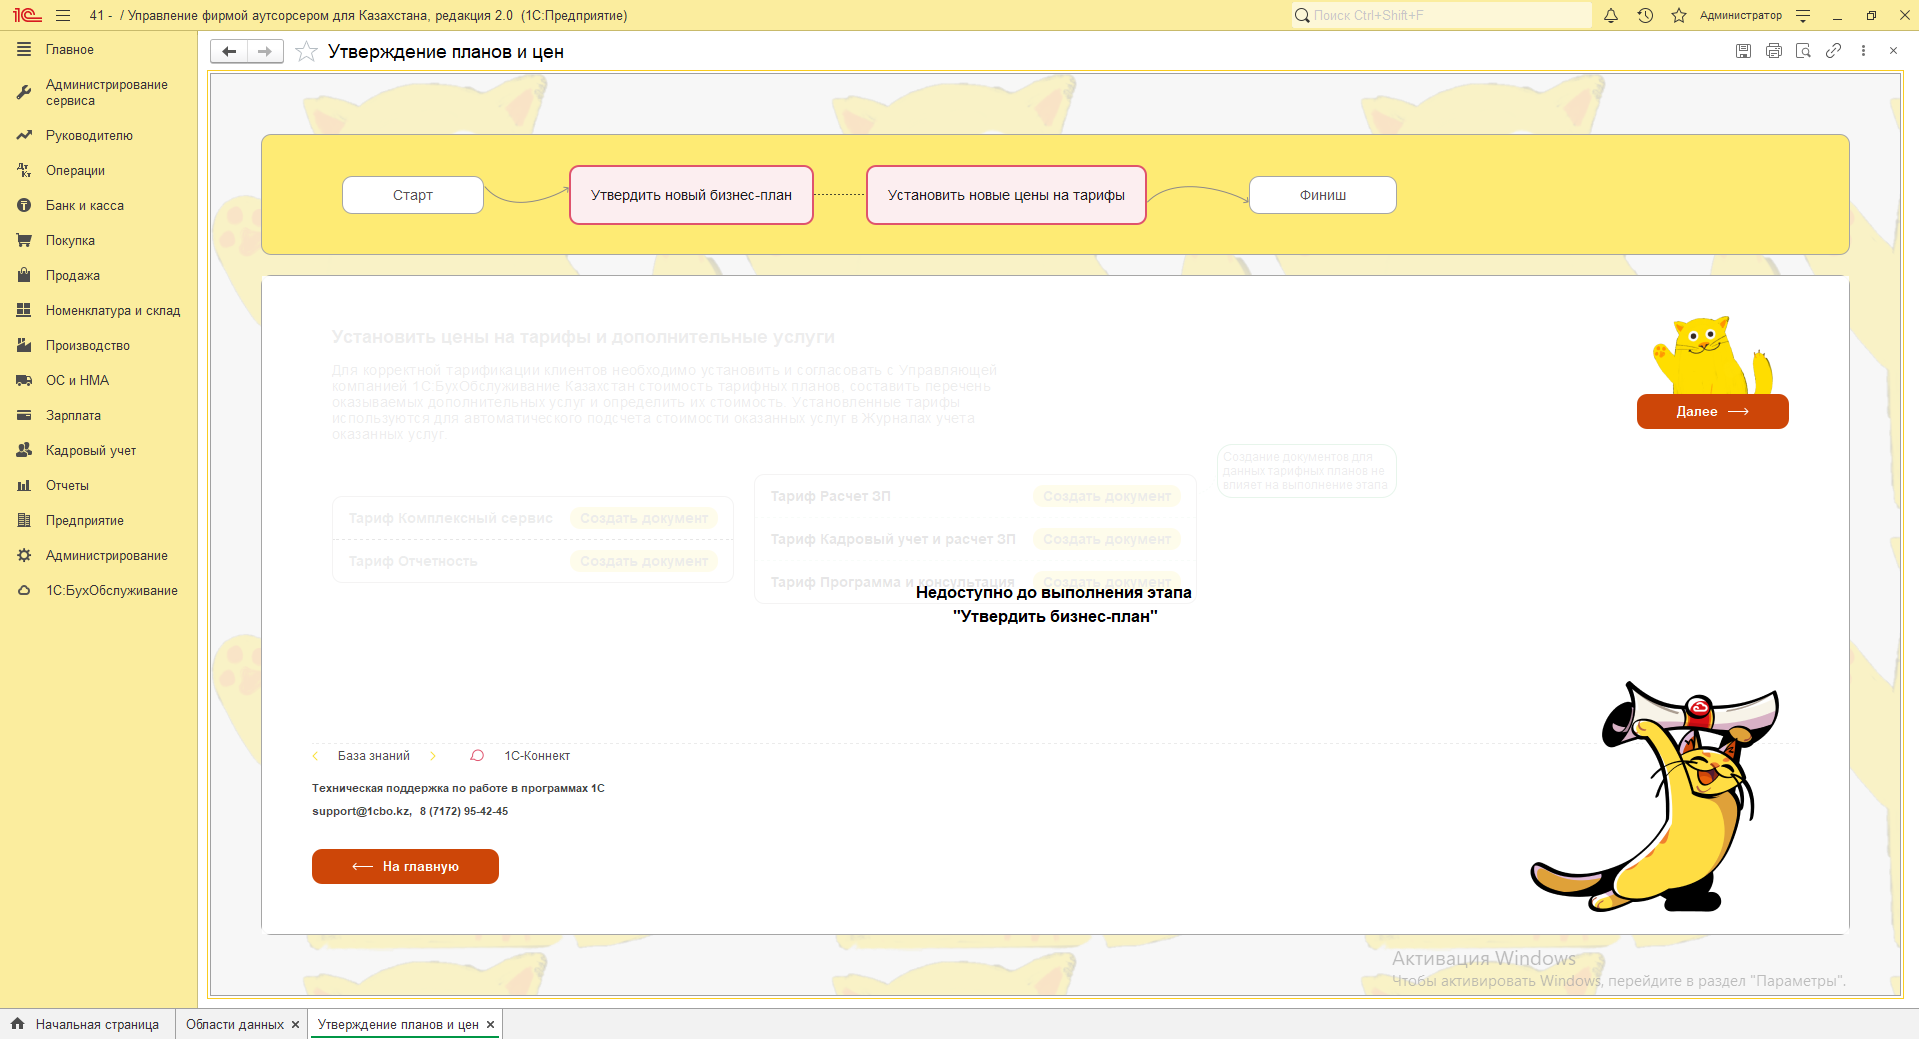 1С
41 - / Управление фирмой аутсорсером для Казахстана, редакция 2.0 (1С:Предприятие)
Поиск Ctrl+Shift+F
Администратор
Главное
Администрирование
сервиса
Руководителю
Операции
Банк и касса
Покупка
Продажа
Номенклатура и склад
Производство
ОС и НМА
Зарплата
Кадровый учет
Отчеты
Предприятие
Администрирование
1С:БухОбслуживание
Утверждение планов и цен
Старт
Утвердить новый бизнес-план
Установить новые цены на тарифы
Финиш
Установить цены на тарифы и дополнительные услуги
Для корректной тарификации клиентов необходимо установить и согласовать с Управляющей
компанией 1С:БухОбслуживание Казахстан стоимость тарифных планов, составить перечень
оказываемых дополнительных услуг и определить их стоимость. Установленные тарифы
используются для автоматического подсчета стоимости оказанных услуг в Журналах учета
оказанных услуг.
Далее
Создание документов для
данных тарифных планов не
влияет на выполнение этапа
Тариф Комплексный сервис Создать документ
Тариф Отчетность Создать документ
Тариф Расчет ЗП Создать документ
Тариф Кадровый учет и расчет ЗП Создать документ
Тариф Программа и консультация Создать документ
Недоступно до выполнения этапа
"Утвердить бизнес-план"
База знаний
1С-Коннект
Техническая поддержка по работе в программах 1С
support@1cbo.kz, 8 (7172) 95-42-45
На главную
Активация Windows
Чтобы активировать Windows, перейдите в раздел "Параметры".
Начальная страница
Области данных
Утверждение планов и цен